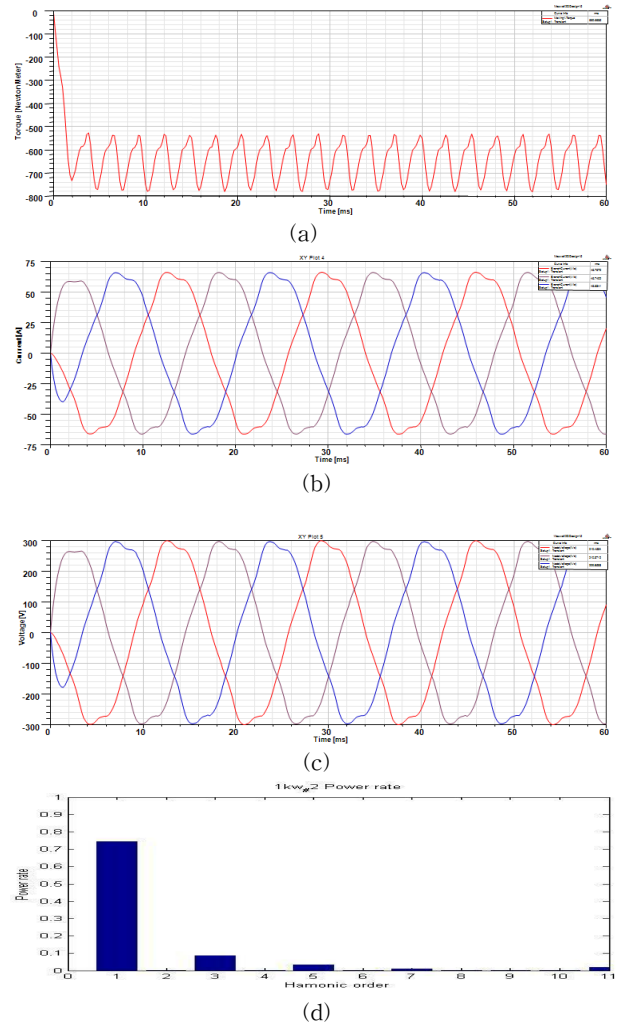 0
-100
-200
-300
-400
-500
-600
-700
-800
Torque [NewtonMeter]
0 10 20 30 40 50 60
Time [ms]
(a)
XY Plot 4
75
50
25
0
-25
-50
-75
Current[A]
0 10 20 30 40 50 60
Time [ms]
(b)
XY Plot 5
300
200
100
0
-100
-200
-300
Voltage[V]
0 10 20 30 40 50 60
Time [ms]
(c)
1kw_#2 Power rate
1
0.9
0.8
0.7
0.6
0.5
0.4
0.3
0.2
0.1
0
Power rate
0 1 2 3 4 5 6 7 8 9 10 11
Hamonic order
(d)